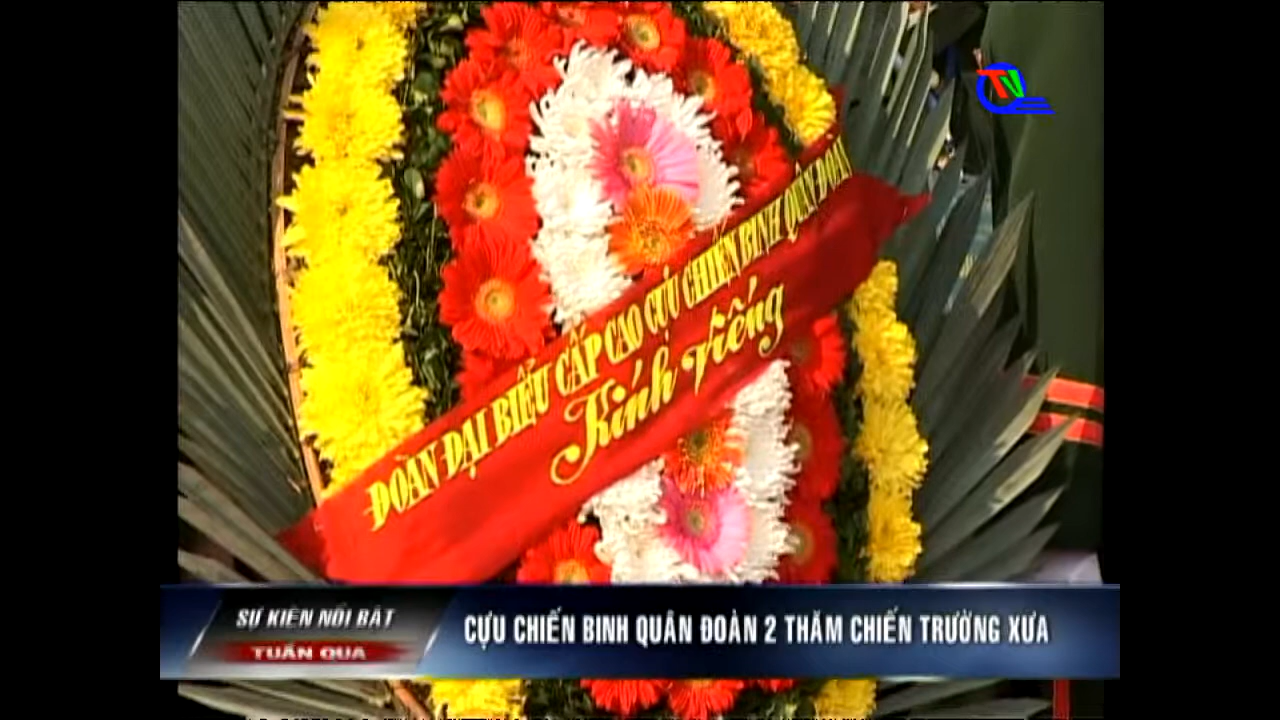 TV
ĐOÀN ĐẠI BIỂU CẤP CAO CỰU CHIẾN BINH QUÂN ĐOÀN
Kính viếng
SỰ KIỆN NỔI BẬT
TUẦN QUA
CỰU CHIẾN BINH QUÂN ĐOÀN 2 THĂM CHIẾN TRƯỜNG XƯA